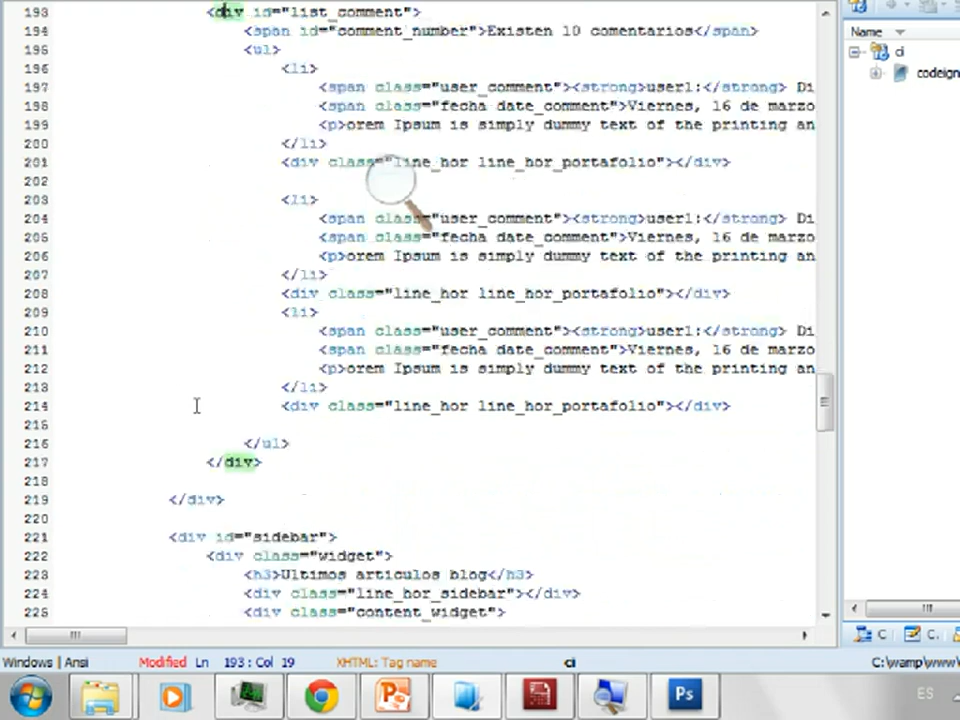 193 <div id="list_comment">
194 <span id="comment_number">Existen 10 comentarios</span>
195 <ul>
196 <li>
197 <span class="user_comment"><strong>user1:</strong> Di
198 <span class="fecha date_comment">Viernes, 16 de marzo
199 <p>orem Ipsum is simply dummy text of the printing an
200 </li>
201 <div class="line_hor line_hor_portafolio"></div>
202
203 <li>
204 <span class="user_comment"><strong>user1:</strong> Di
205 <span class="fecha date_comment">Viernes, 16 de marzo
206 <p>orem Ipsum is simply dummy text of the printing an
207 </li>
208 <div class="line_hor line_hor_portafolio"></div>
209 <li>
210 <span class="user_comment"><strong>user1:</strong> Di
211 <span class="fecha date_comment">Viernes, 16 de marzo
212 <p>orem Ipsum is simply dummy text of the printing an
213 </li>
214 <div class="line_hor line_hor_portafolio"></div>
215
216 </ul>
217 </div>
218
219 </div>
220
221 <div id="sidebar">
222 <div class="widget">
223 <h3>Ultimos articulos blog</h3>
224 <div class="line_hor_sidebar"></div>
225 <div class="content_widget">
Name
ci
codeign
C C.
Windows | Ansi Modified Ln 193 : Col 19 XHTML: Tag name ci C:\wamp\www\
Ps ES